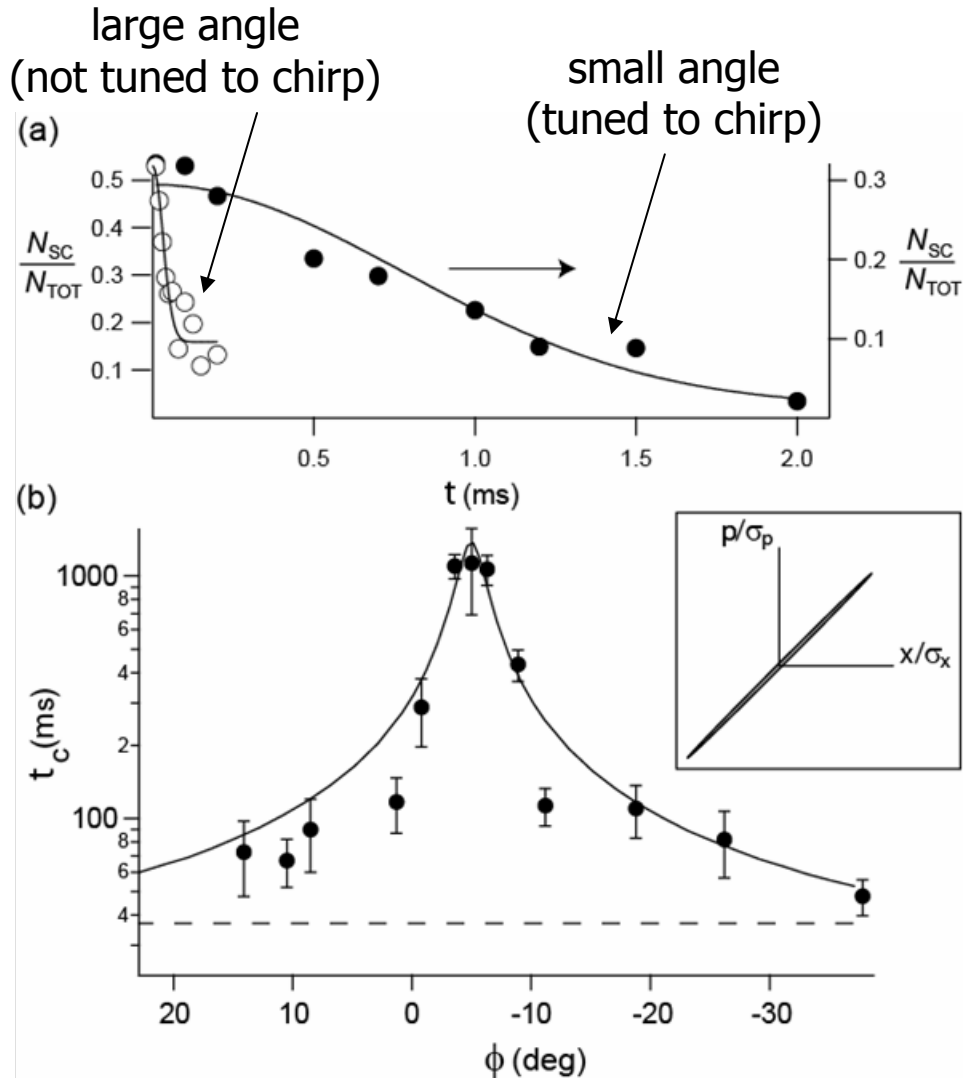 large angle
(not tuned to chirp)
small angle
(tuned to chirp)
(a)
0.5
0.4
0.3
0.2
0.1
N_SC
N_TOT
0.3
0.2
0.1
N_SC
N_TOT
0.5
1.0
1.5
2.0
t (ms)
(b)
1000
8
6
4
2
100
8
6
4
t_c (ms)
p/σ_p
x/σ_x
20
10
0
-10
-20
-30
ϕ (deg)